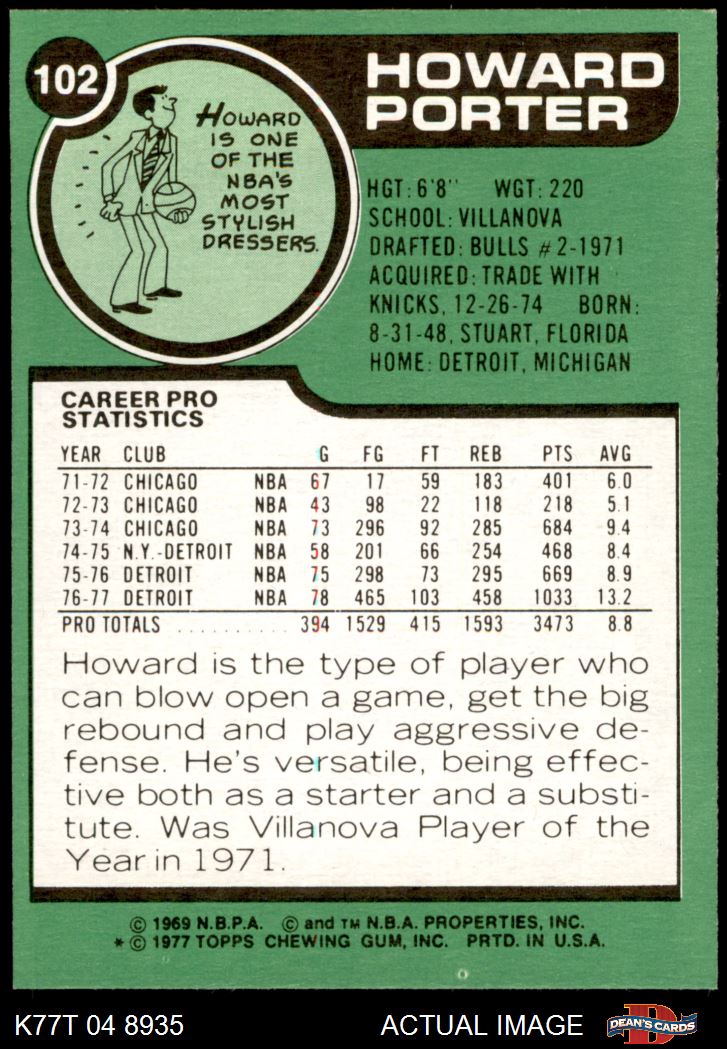 102
HOWARD
PORTER
HOWARD
IS ONE
OF THE
NBA'S
MOST
STYLISH
DRESSERS.
HGT: 6'8" WGT: 220
SCHOOL: VILLANOVA
DRAFTED: BULLS #2-1971
ACQUIRED: TRADE WITH
KNICKS, 12-26-74 BORN:
8-31-48, STUART, FLORIDA
HOME: DETROIT, MICHIGAN
CAREER PRO
STATISTICS
YEAR CLUB G FG FT REB PTS AVG
71-72 CHICAGO NBA 67 17 59 183 401 6.0
72-73 CHICAGO NBA 43 98 22 118 218 5.1
73-74 CHICAGO NBA 73 296 92 285 684 9.4
74-75 N.Y.-DETROIT NBA 58 201 66 254 468 8.4
75-76 DETROIT NBA 75 298 73 295 669 8.9
76-77 DETROIT NBA 78 465 103 458 1033 13.2
PRO TOTALS .......... 394 1529 415 1593 3473 8.8
Howard is the type of player who
can blow open a game, get the big
rebound and play aggressive de-
fense. He's versatile, being effec-
tive both as a starter and a substi-
tute. Was Villanova Player of the
Year in 1971.
© 1969 N.B.P.A. © and TM N.B.A. PROPERTIES, INC.
* © 1977 TOPPS CHEWING GUM, INC. PRTD. IN U.S.A.
K77T 04 8935 ACTUAL IMAGE DEAN'S CARDS